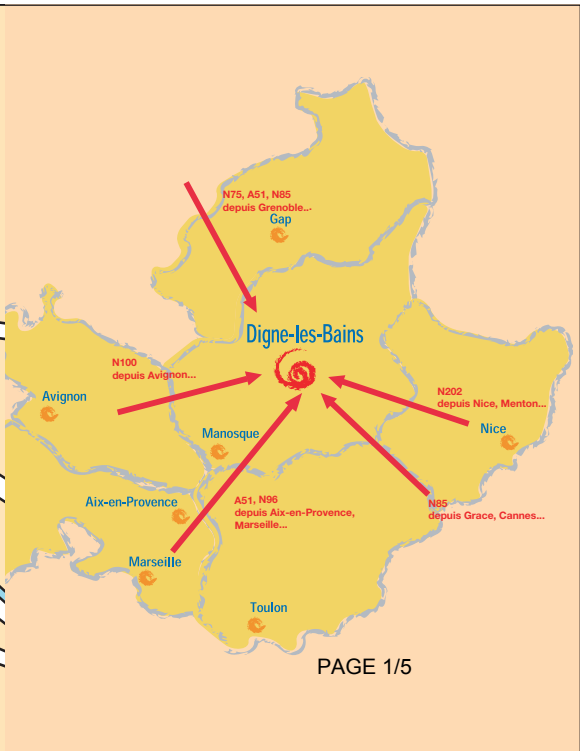 N75, A51, N85
depuis Grenoble...
Gap
Digne-les-Bains
N100
depuis Avignon...
Avignon
N202
depuis Nice, Menton...
Nice
Manosque
A51, N96
depuis Aix-en-Provence,
Marseille...
Aix-en-Provence
N85
depuis Grace, Cannes...
Marseille
Toulon
PAGE 1/5